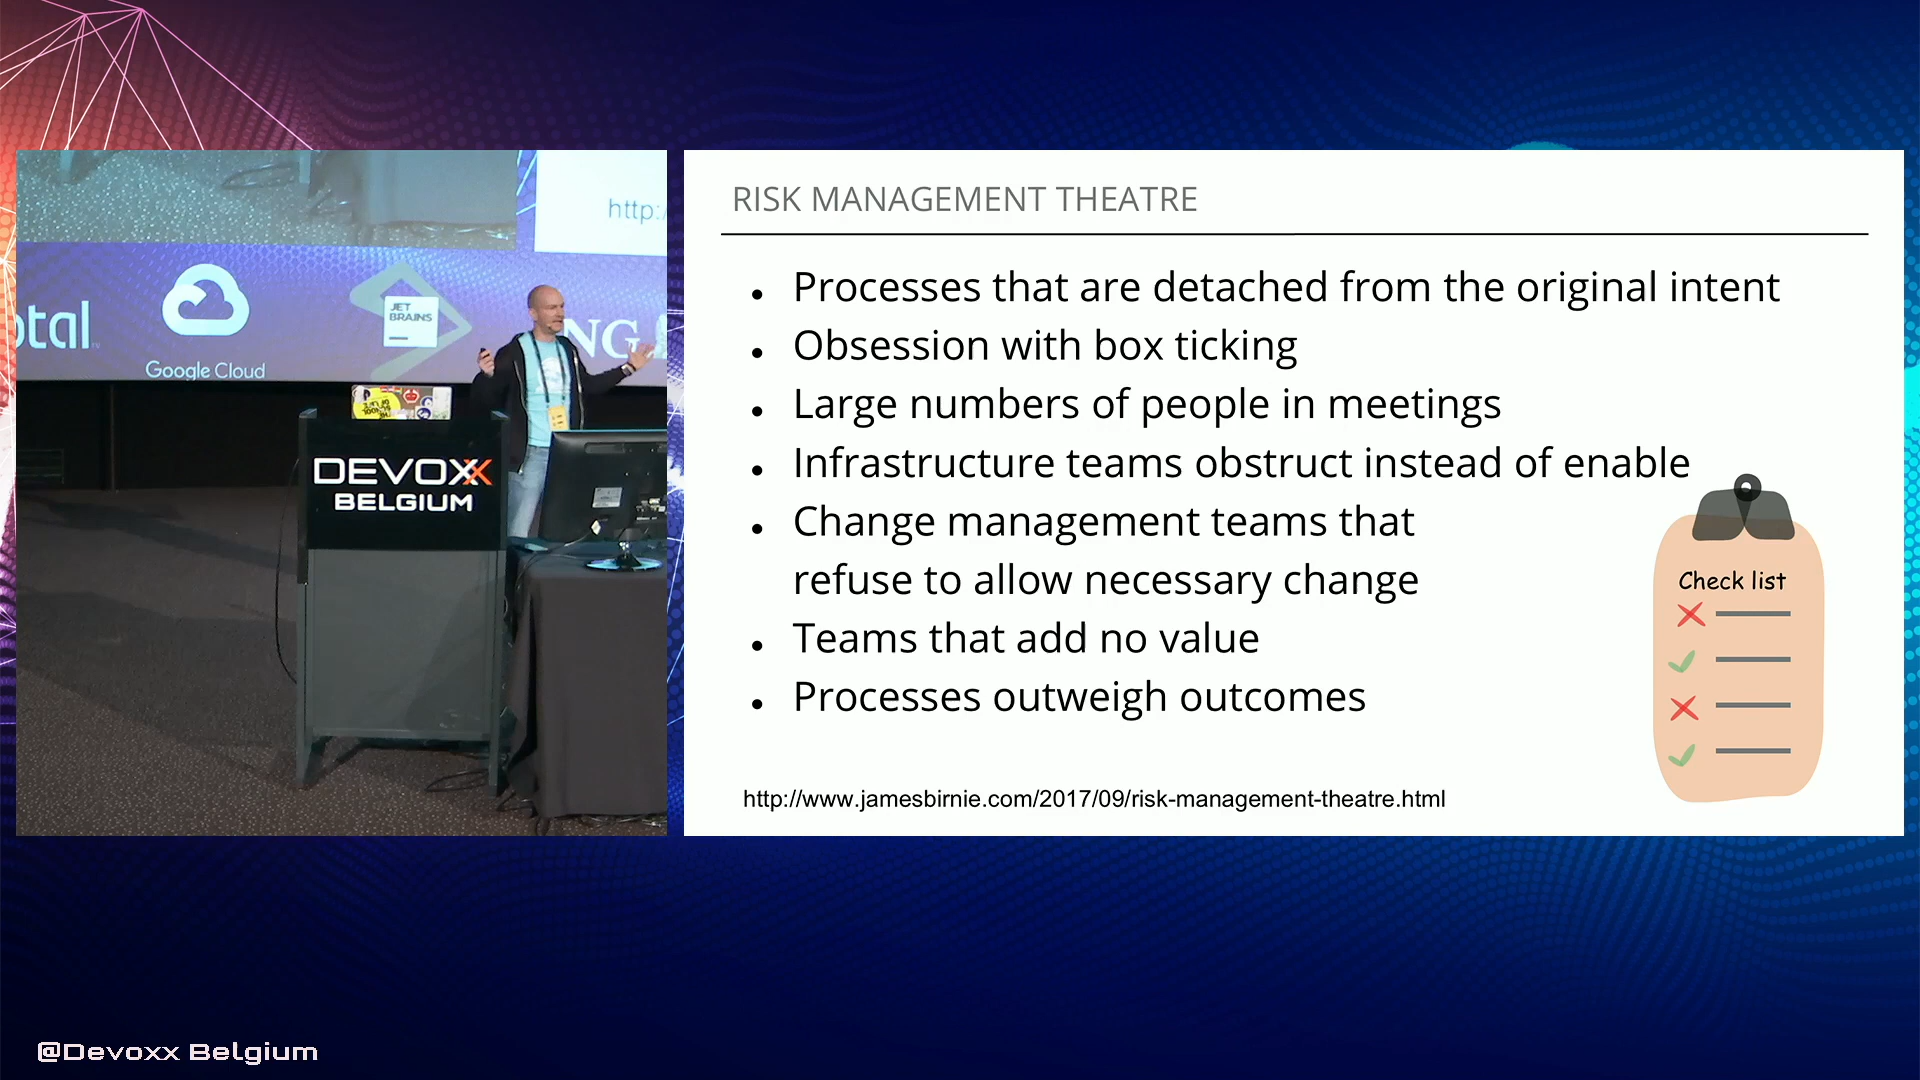 http:
otal
Google Cloud
JET
BRAINS
NG
DEVOXX
BELGIUM
RISK MANAGEMENT THEATRE
Processes that are detached from the original intent
Obsession with box ticking
Large numbers of people in meetings
Infrastructure teams obstruct instead of enable
Change management teams that
refuse to allow necessary change
Teams that add no value
Processes outweigh outcomes
Check list
http://www.jamesbirnie.com/2017/09/risk-management-theatre.html
@Devoxx Belgium